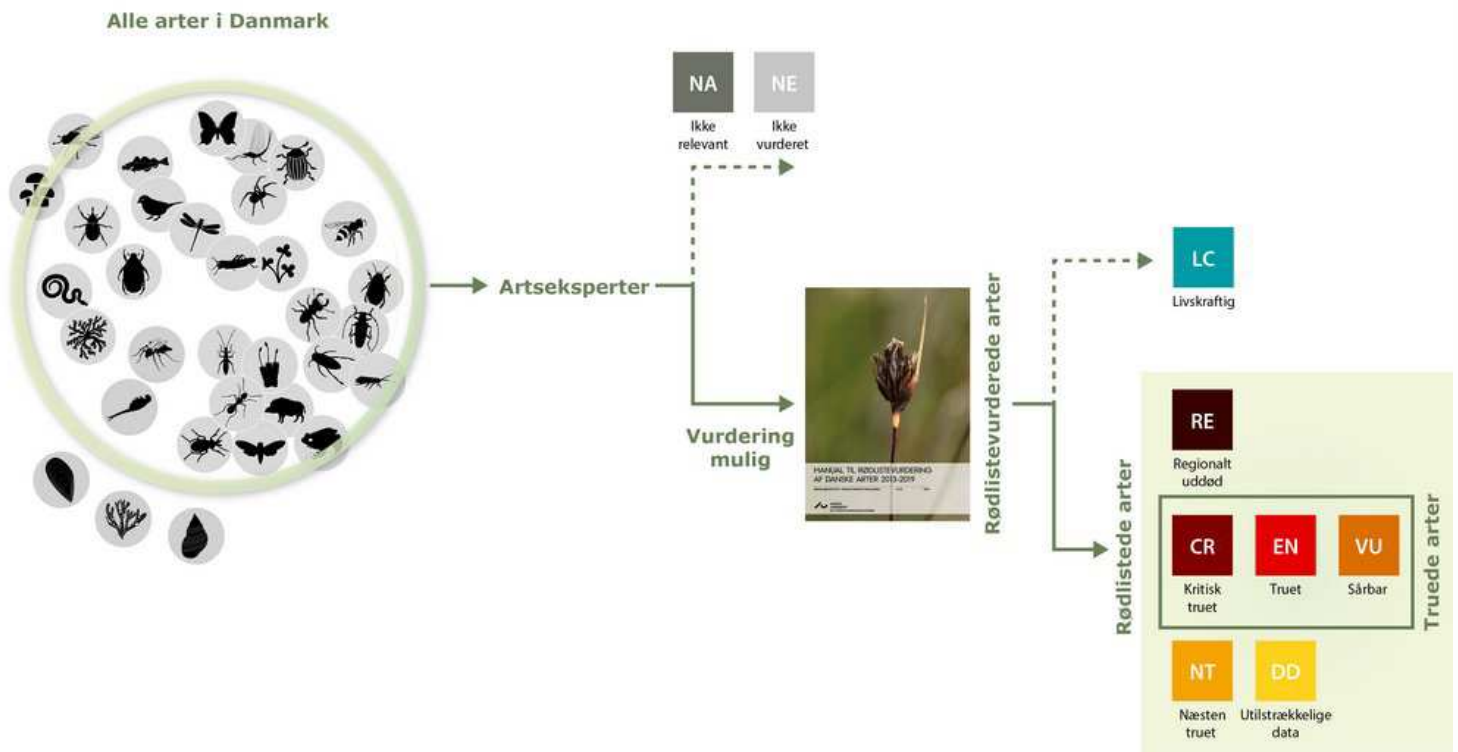 Alle arter i Danmark
NA
NE
Ikke
relevant
Ikke
vurderet
Artseksperter
Vurdering
mulig
MANUAL TIL RØDLISTEVURDERING
AF DANSKE ARTER 2013-2019
Rødlistevurderede arter
LC
Livskraftig
Rødlistede arter
RE
Regionalt
uddød
CR
EN
VU
Kritisk
truet
Truet
Sårbar
Truede arter
NT
DD
Næsten
truet
Utilstrækkelige
data